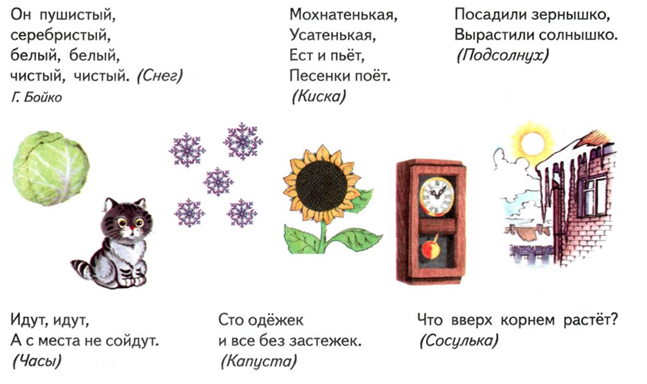 Он пушистый,
серебристый,
белый, белый,
чистый, чистый. (Снег)
Г. Бойко
Мохнатенькая,
Усатенькая,
Ест и пьёт,
Песенки поёт.
(Киска)
Посадили зернышко,
Вырастили солнышко.
(Подсолнух)
Идут, идут,
А с места не сойдут.
(Часы)
Сто одёжек
и все без застежек.
(Капуста)
Что вверх корнем растёт?
(Сосулька)